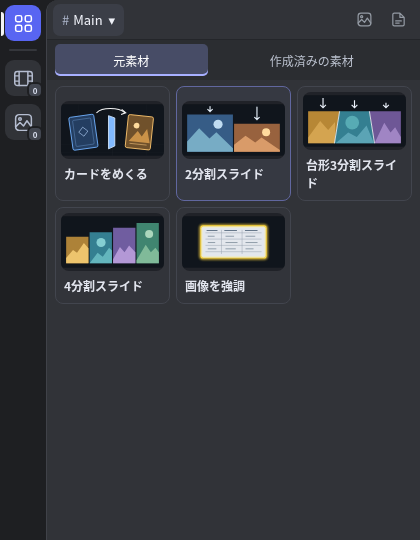 # Main ▼
元素材
作成済みの素材
カードをめくる
2分割スライド
台形3分割スライ
ド
4分割スライド
画像を強調
0
0